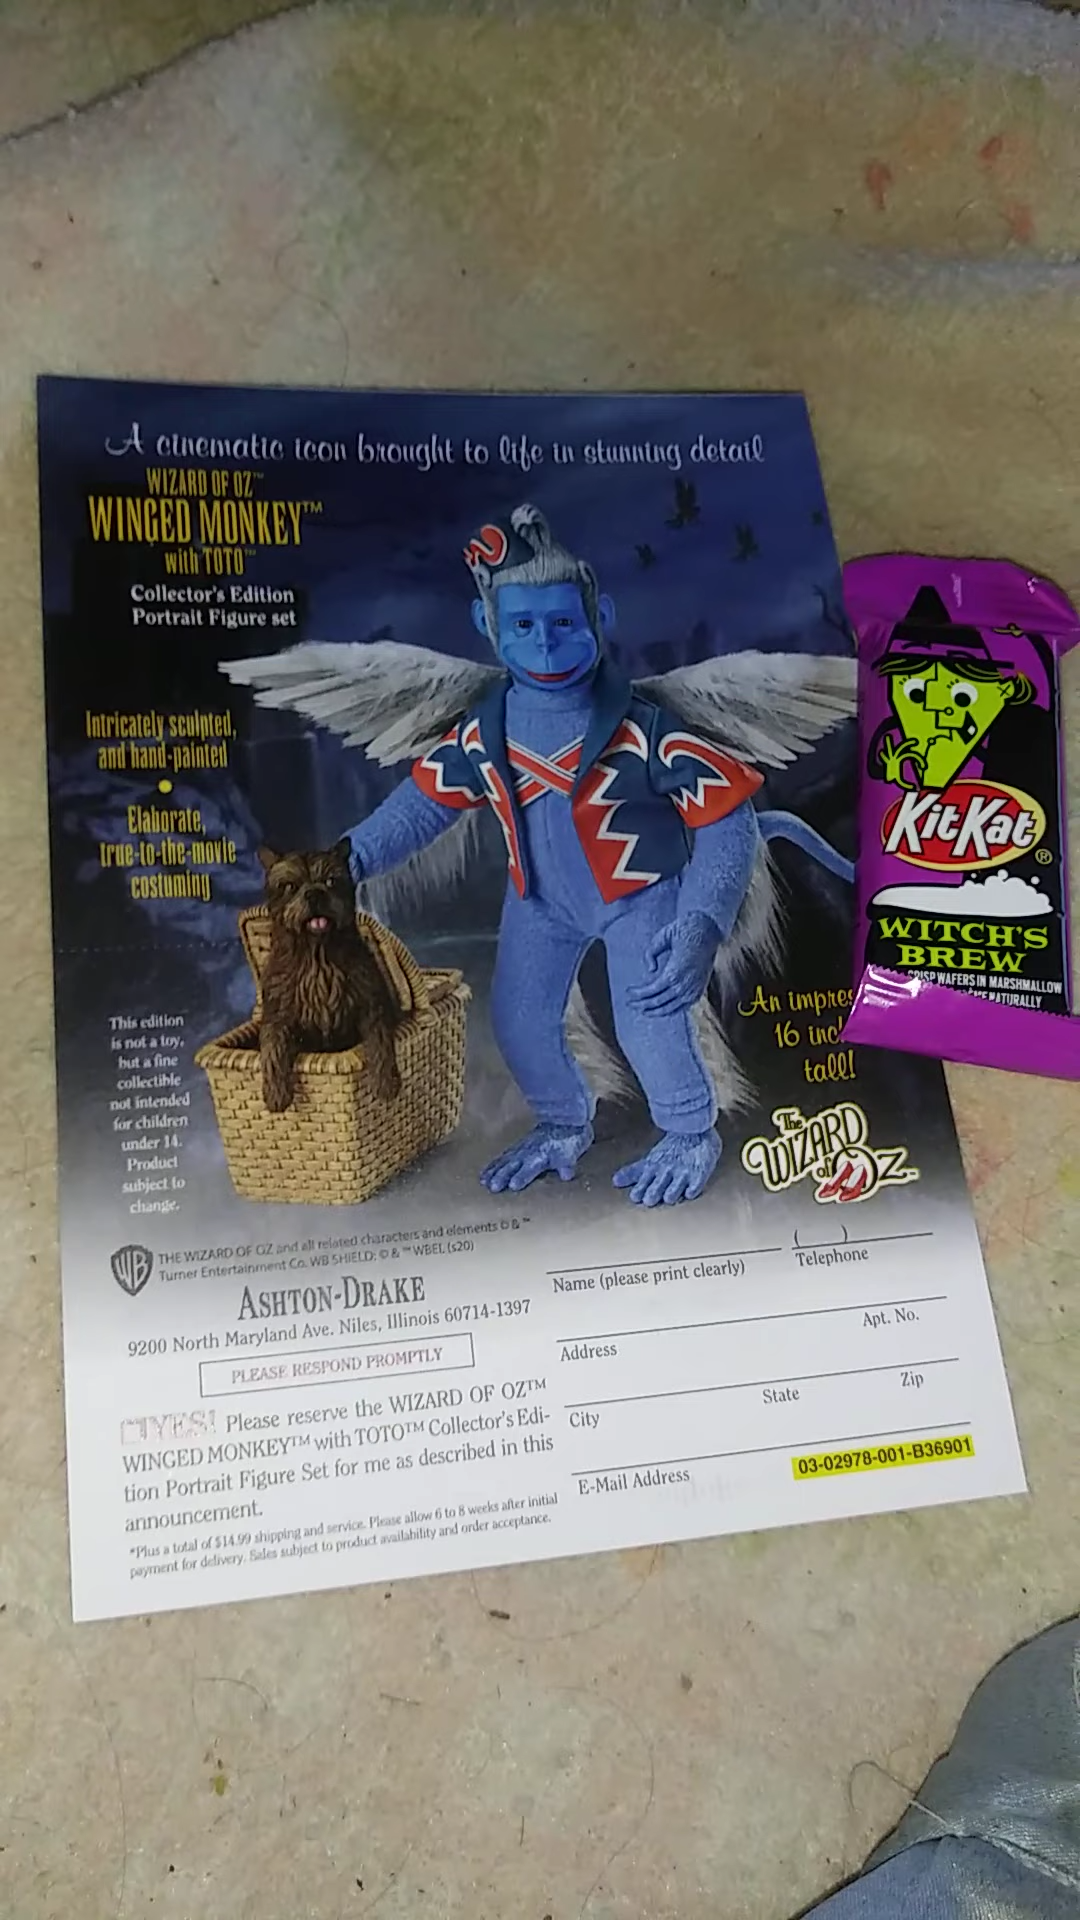 A cinematic icon brought to life in stunning detail
WIZARD OF OZ™
WINGED MONKEY™
with TOTO™
Collector's Edition
Portrait Figure set
Intricately sculpted,
and hand-painted
Elaborate,
true-to-the-movie
costuming
This edition
is not a toy,
but a fine
collectible
not intended
for children
under 14.
Product
subject to
change.
An impres
16 inc
tall!
The
WIZARD
of OZ™
KitKat®
WITCH'S
BREW
CRISP WAFERS IN MARSHMALLOW
NATURALLY
WB
THE WIZARD OF OZ and all related characters and elements © & ™
Turner Entertainment Co. WB SHIELD: © & ™ WBEI. (s20)
ASHTON-DRAKE
9200 North Maryland Ave. Niles, Illinois 60714-1397
PLEASE RESPOND PROMPTLY
YES! Please reserve the WIZARD OF OZ™
WINGED MONKEY™ with TOTO™ Collector's Edi-
tion Portrait Figure Set for me as described in this
announcement.
*Plus a total of $14.99 shipping and service. Please allow 6 to 8 weeks after initial
payment for delivery. Sales subject to product availability and order acceptance.
( )
Name (please print clearly) Telephone
Address Apt. No.
City State Zip
E-Mail Address
03-02978-001-B36901